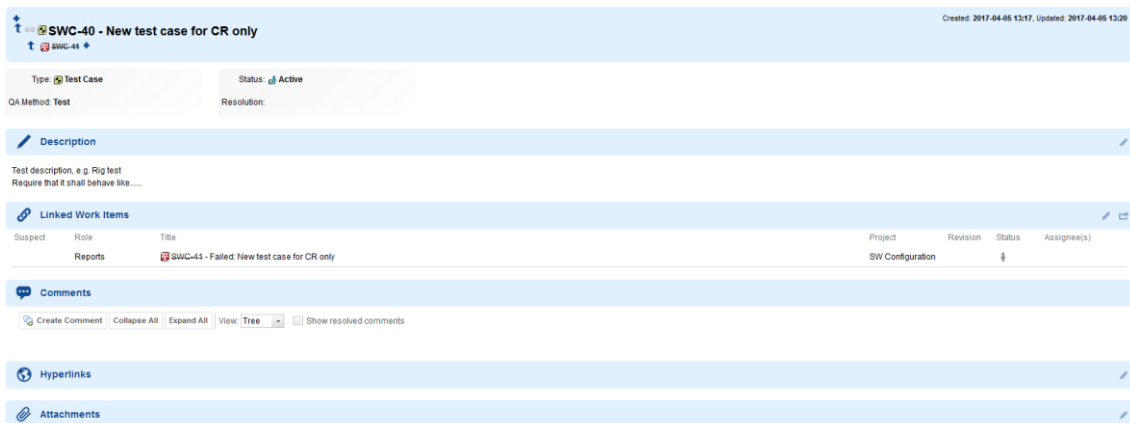 SWC-40 - New test case for CR only
Created: 2017-04-05 13:17, Updated: 2017-04-05 13:20
SWC-41
Type: Test Case
Status: Active
QA Method: Test
Resolution:
Description
Test description, e.g. Rig test
Require that it shall behave like......
Linked Work Items
Suspect Role Title Project Revision Status Assignee(s)
Reports SWC-41 - Failed: New test case for CR only SW Configuration
Comments
Create Comment Collapse All Expand All View: Tree Show resolved comments
Hyperlinks
Attachments